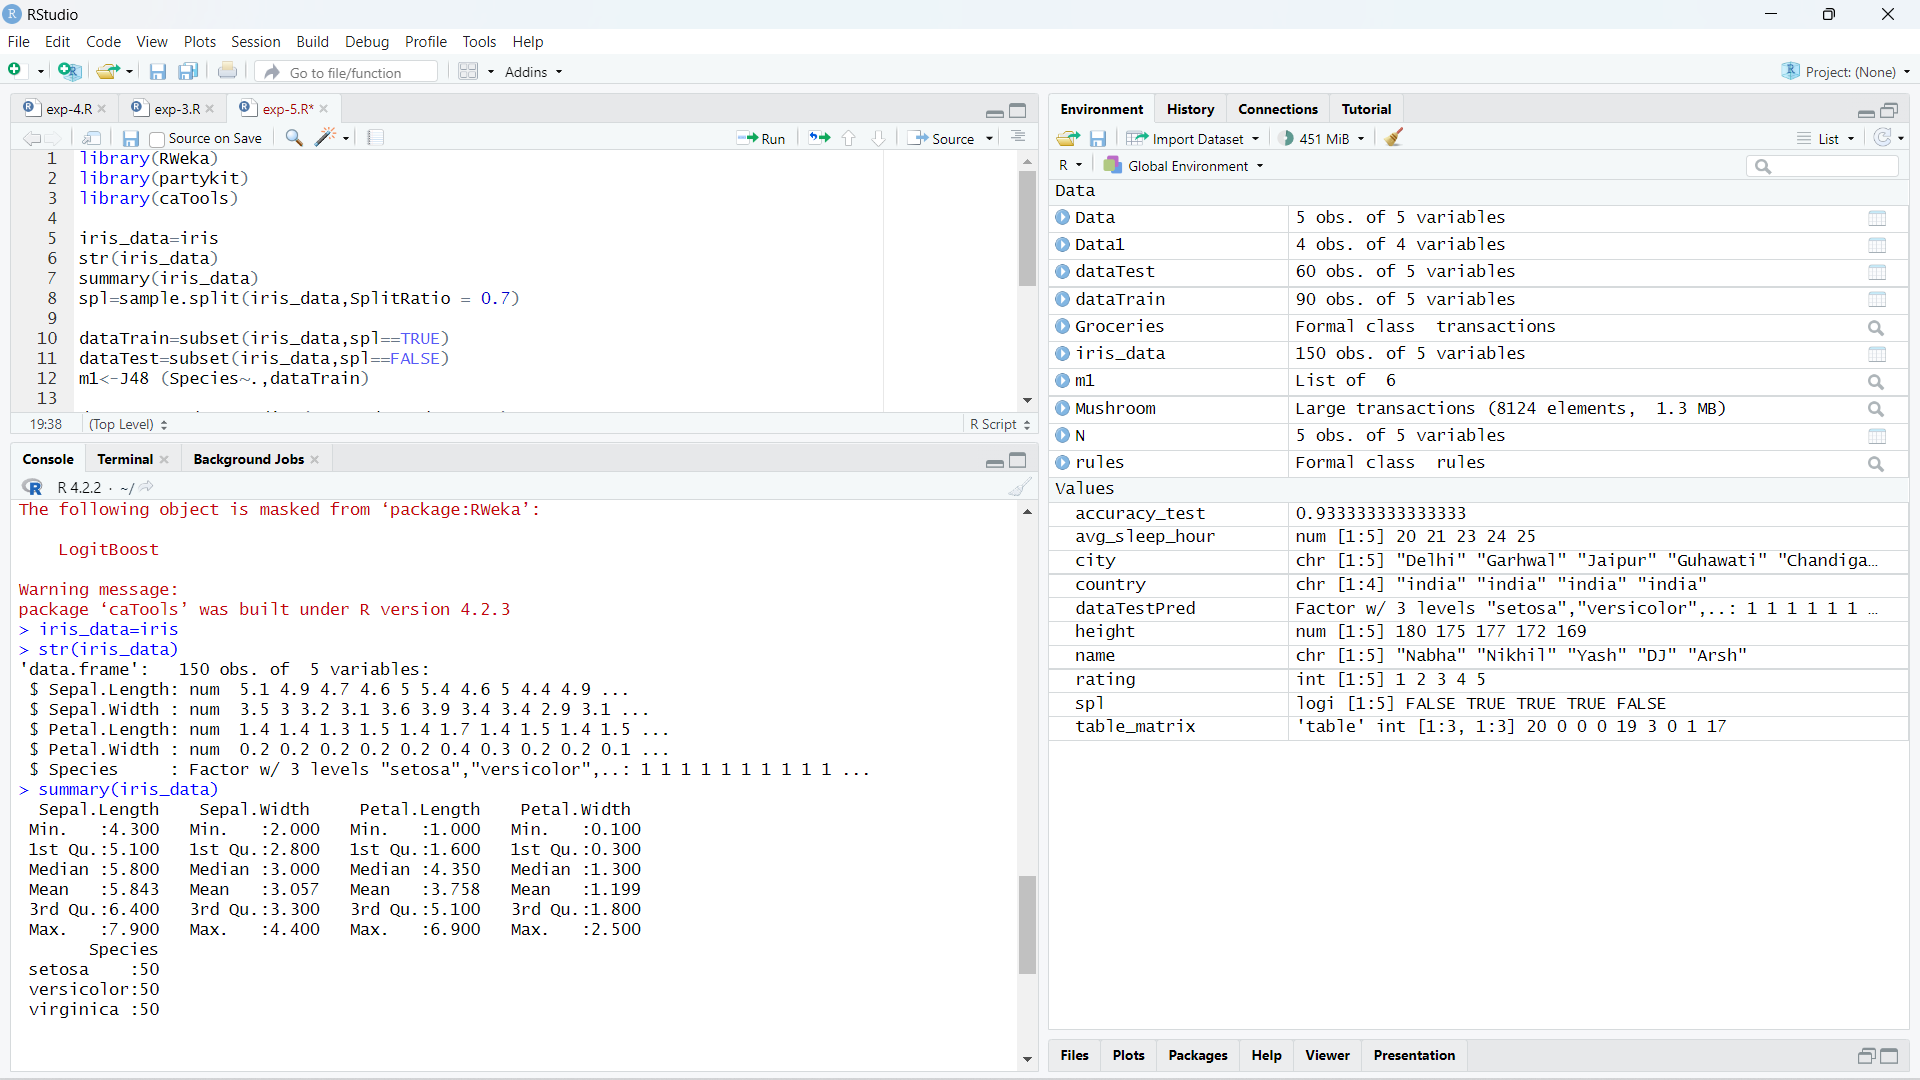 RStudio
File Edit Code View Plots Session Build Debug Profile Tools Help
Go to file/function Addins Project: (None)
exp-4.R exp-3.R exp-5.R*
Source on Save Run Source
1 library(RWeka)
2 library(partykit)
3 library(caTools)
4
5 iris_data=iris
6 str(iris_data)
7 summary(iris_data)
8 spl=sample.split(iris_data,SplitRatio = 0.7)
9
10 dataTrain=subset(iris_data,spl==TRUE)
11 dataTest=subset(iris_data,spl==FALSE)
12 m1<-J48 (Species~.,dataTrain)
13
19:38 (Top Level) R Script
Console Terminal Background Jobs
R 4.2.2 · ~/
The following object is masked from ‘package:RWeka’:
LogitBoost
Warning message:
package ‘caTools’ was built under R version 4.2.3
> iris_data=iris
> str(iris_data)
'data.frame': 150 obs. of 5 variables:
$ Sepal.Length: num 5.1 4.9 4.7 4.6 5 5.4 4.6 5 4.4 4.9 ...
$ Sepal.Width : num 3.5 3 3.2 3.1 3.6 3.9 3.4 3.4 2.9 3.1 ...
$ Petal.Length: num 1.4 1.4 1.3 1.5 1.4 1.7 1.4 1.5 1.4 1.5 ...
$ Petal.Width : num 0.2 0.2 0.2 0.2 0.2 0.4 0.3 0.2 0.2 0.1 ...
$ Species : Factor w/ 3 levels "setosa","versicolor",..: 1 1 1 1 1 1 1 1 1 1 ...
> summary(iris_data)
Sepal.Length Sepal.Width Petal.Length Petal.Width
Min. :4.300 Min. :2.000 Min. :1.000 Min. :0.100
1st Qu.:5.100 1st Qu.:2.800 1st Qu.:1.600 1st Qu.:0.300
Median :5.800 Median :3.000 Median :4.350 Median :1.300
Mean :5.843 Mean :3.057 Mean :3.758 Mean :1.199
3rd Qu.:6.400 3rd Qu.:3.300 3rd Qu.:5.100 3rd Qu.:1.800
Max. :7.900 Max. :4.400 Max. :6.900 Max. :2.500
Species
setosa :50
versicolor:50
virginica :50
Environment History Connections Tutorial
Import Dataset 451 MiB List
R Global Environment
Data
Data 5 obs. of 5 variables
Data1 4 obs. of 4 variables
dataTest 60 obs. of 5 variables
dataTrain 90 obs. of 5 variables
Groceries Formal class transactions
iris_data 150 obs. of 5 variables
m1 List of 6
Mushroom Large transactions (8124 elements, 1.3 MB)
N 5 obs. of 5 variables
rules Formal class rules
Values
accuracy_test 0.933333333333333
avg_sleep_hour num [1:5] 20 21 23 24 25
city chr [1:5] "Delhi" "Garhwal" "Jaipur" "Guhawati" "Chandiga…
country chr [1:4] "india" "india" "india" "india"
dataTestPred Factor w/ 3 levels "setosa","versicolor",..: 1 1 1 1 1 1 …
height num [1:5] 180 175 177 172 169
name chr [1:5] "Nabha" "Nikhil" "Yash" "DJ" "Arsh"
rating int [1:5] 1 2 3 4 5
spl logi [1:5] FALSE TRUE TRUE TRUE FALSE
table_matrix 'table' int [1:3, 1:3] 20 0 0 0 19 3 0 1 17
Files Plots Packages Help Viewer Presentation